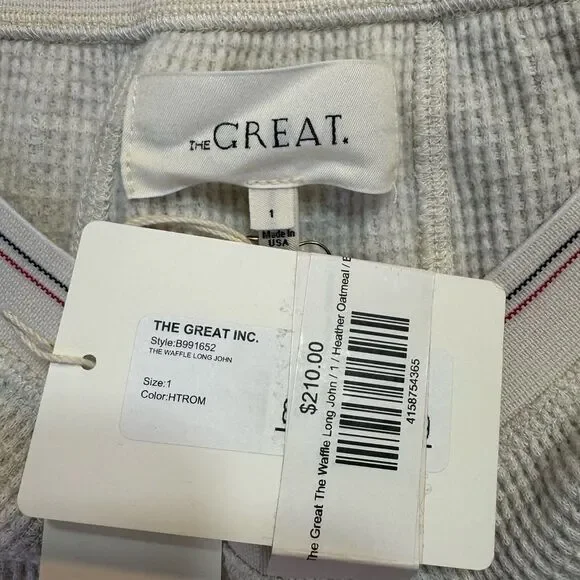 THE GREAT.
1
Made In
USA
THE GREAT INC.
Style:B991652
THE WAFFLE LONG JOHN
Size:1
Color:HTROM
$210.00
The Great The Waffle Long John / 1 / Heather Oatmeal /
4158754365